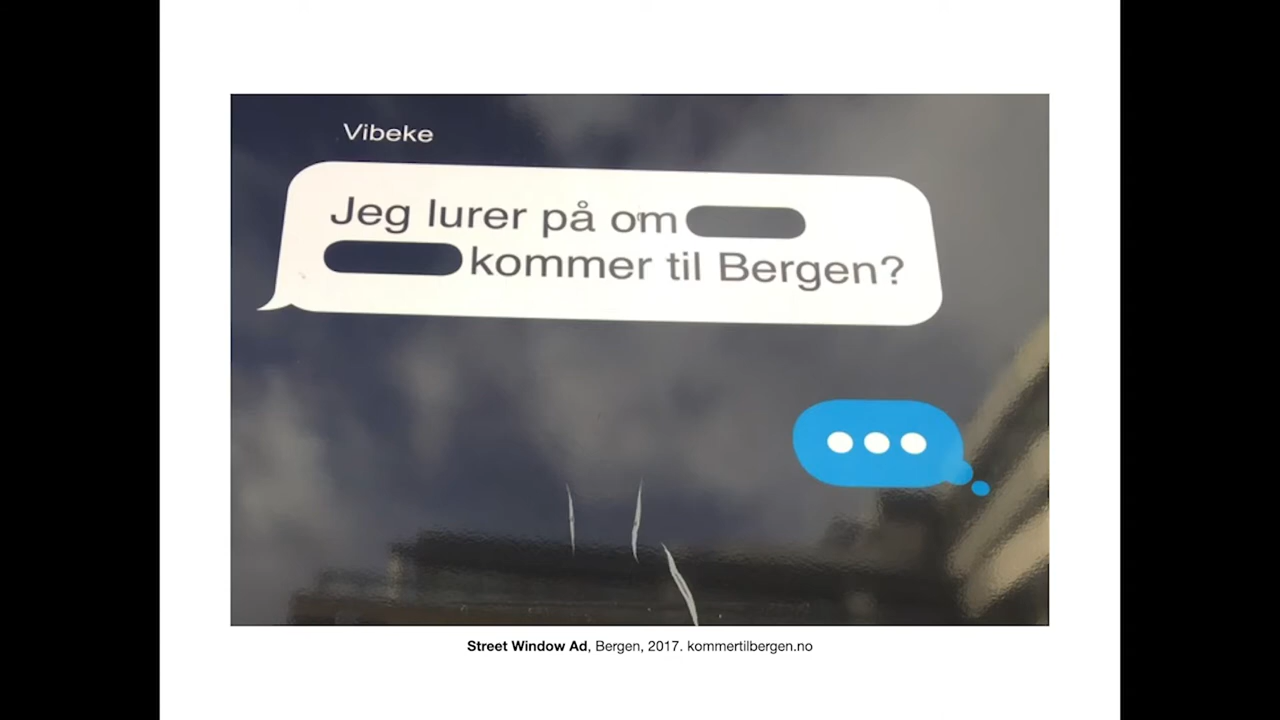 Vibeke
Jeg lurer på om
kommer til Bergen?
Street Window Ad, Bergen, 2017. kommertilbergen.no